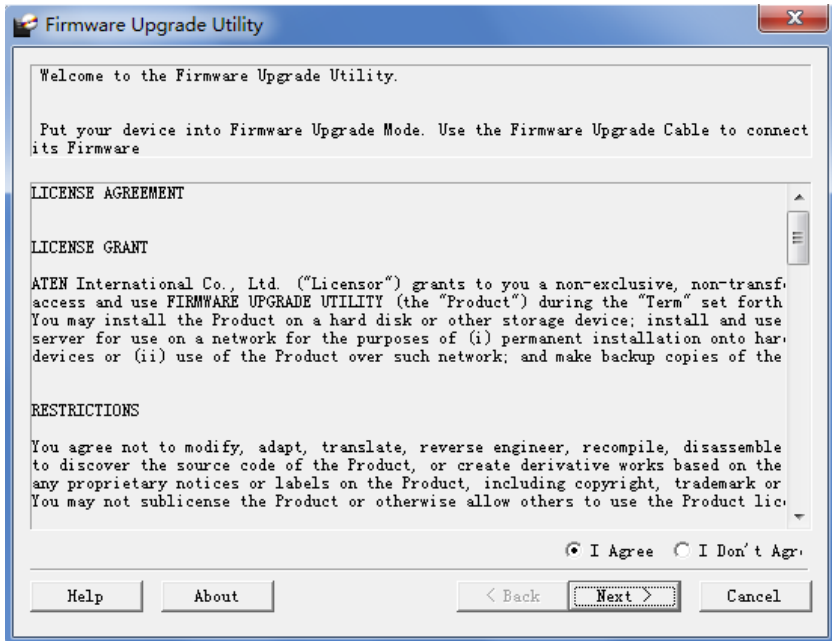 Firmware Upgrade Utility
Welcome to the Firmware Upgrade Utility.
Put your device into Firmware Upgrade Mode. Use the Firmware Upgrade Cable to connect
its Firmware
LICENSE AGREEMENT
LICENSE GRANT
ATEN International Co., Ltd. ("Licensor") grants to you a non-exclusive, non-transf
access and use FIRMWARE UPGRADE UTILITY (the "Product") during the "Term" set forth
You may install the Product on a hard disk or other storage device; install and use
server for use on a network for the purposes of (i) permanent installation onto har
devices or (ii) use of the Product over such network; and make backup copies of the
RESTRICTIONS
You agree not to modify, adapt, translate, reverse engineer, recompile, disassemble
to discover the source code of the Product, or create derivative works based on the
any proprietary notices or labels on the Product, including copyright, trademark or
You may not sublicense the Product or otherwise allow others to use the Product lic
I Agree I Don't Agr
Help About < Back Next > Cancel